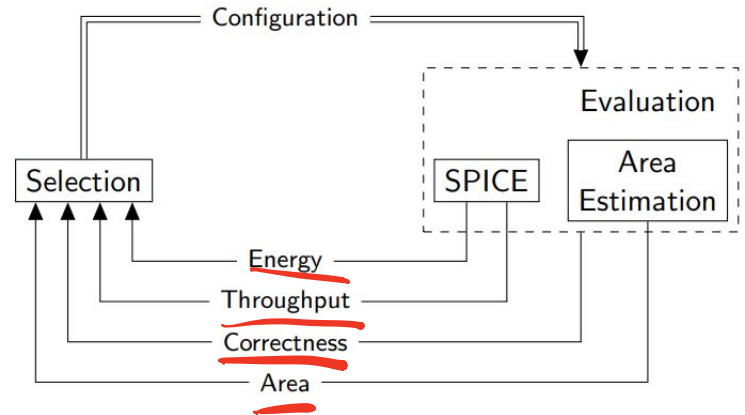 Configuration
Evaluation
Selection
SPICE
Area
Estimation
Energy
Throughput
Correctness
Area